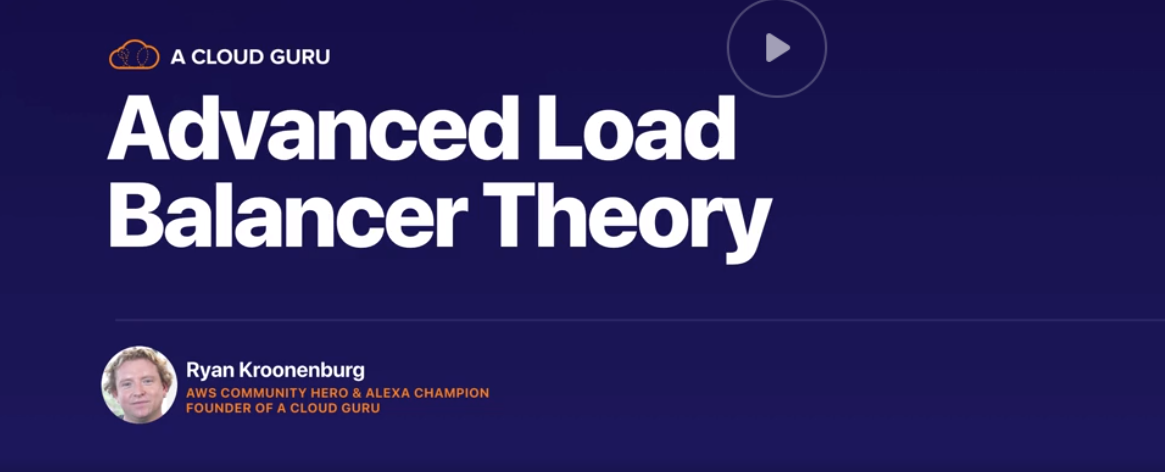 A CLOUD GURU
Advanced Load
Balancer Theory
Ryan Kroonenburg
AWS COMMUNITY HERO & ALEXA CHAMPION
FOUNDER OF A CLOUD GURU